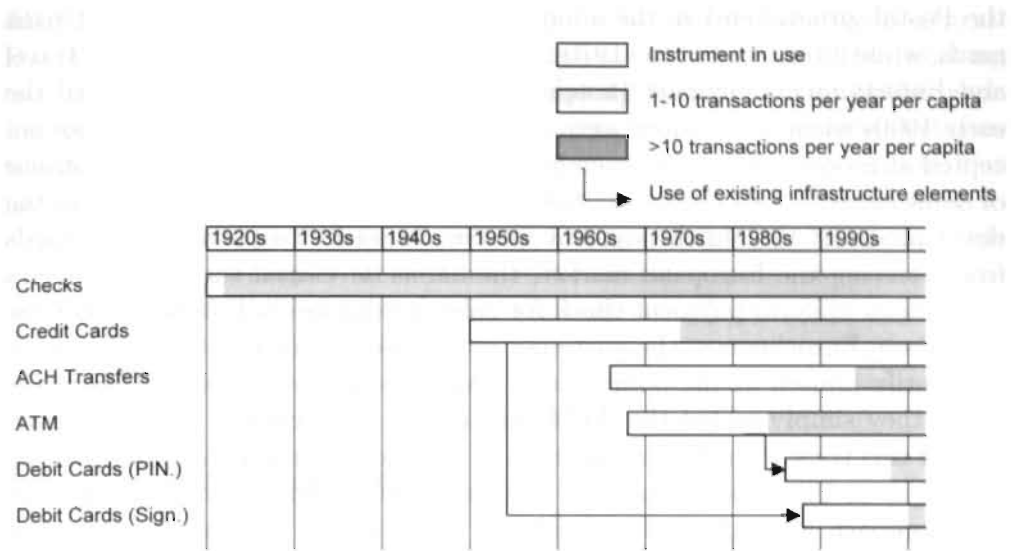 Instrument in use
1-10 transactions per year per capita
>10 transactions per year per capita
Use of existing infrastructure elements
1920s 1930s 1940s 1950s 1960s 1970s 1980s 1990s
Checks
Credit Cards
ACH Transfers
ATM
Debit Cards (PIN.)
Debit Cards (Sign.)